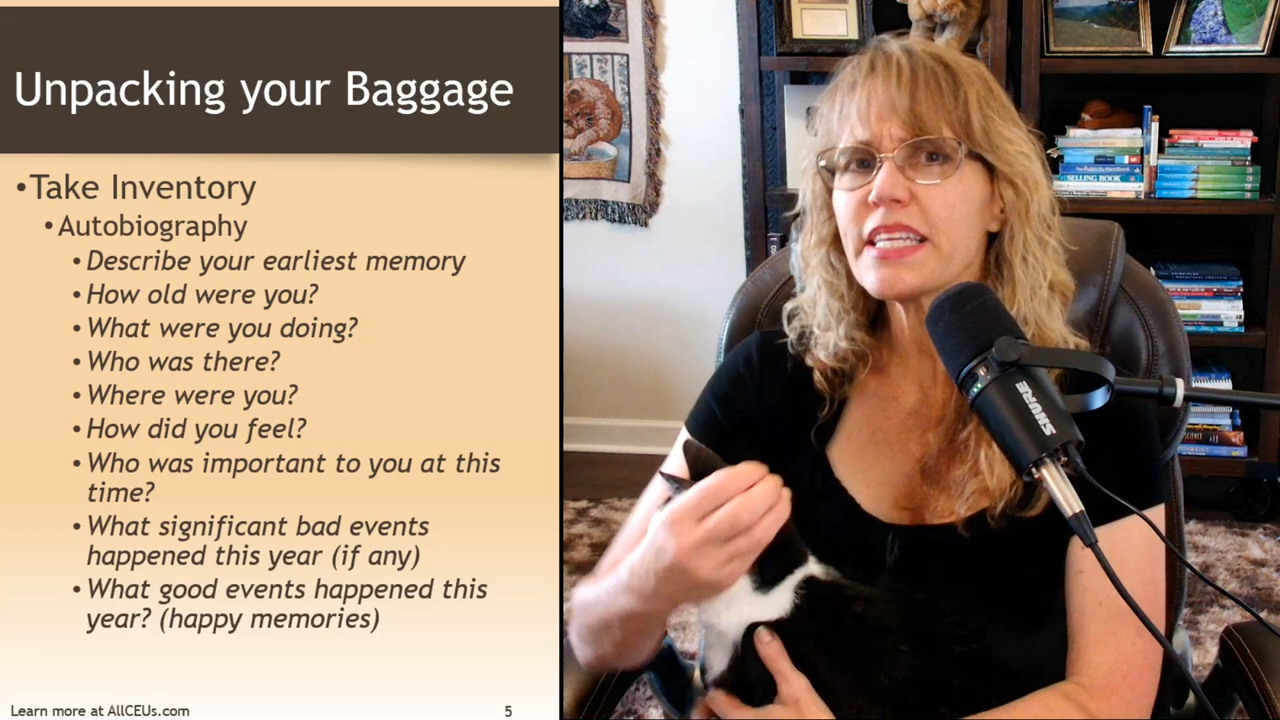 Unpacking your Baggage
•Take Inventory
•Autobiography
•Describe your earliest memory
•How old were you?
•What were you doing?
•Who was there?
•Where were you?
•How did you feel?
•Who was important to you at this
time?
•What significant bad events
happened this year (if any)
•What good events happened this
year? (happy memories)
Learn more at AllCEUs.com
5
SHURE
SELLING BOOK
SCIENCE